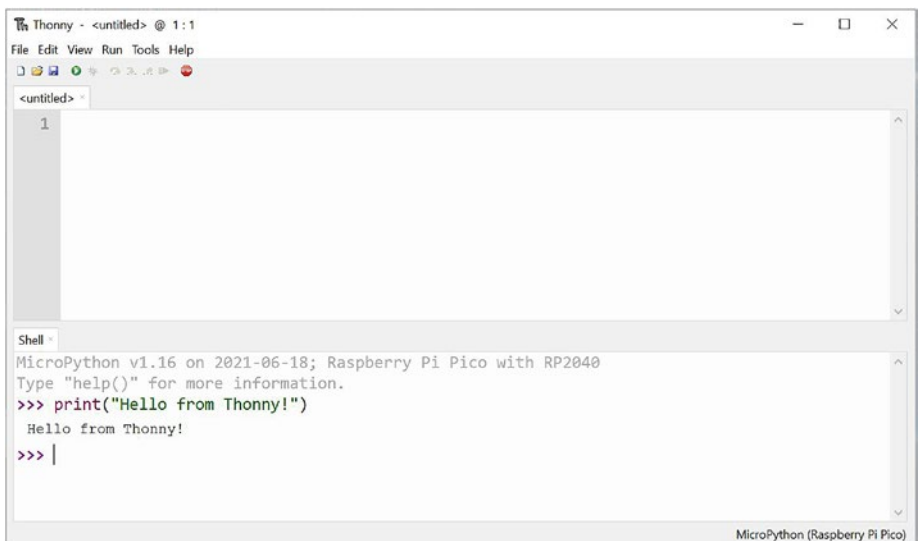 Thonny - <untitled> @ 1:1
File Edit View Run Tools Help
<untitled>
1
Shell
MicroPython v1.16 on 2021-06-18; Raspberry Pi Pico with RP2040
Type "help()" for more information.
>>> print("Hello from Thonny!")
Hello from Thonny!
>>>
MicroPython (Raspberry Pi Pico)